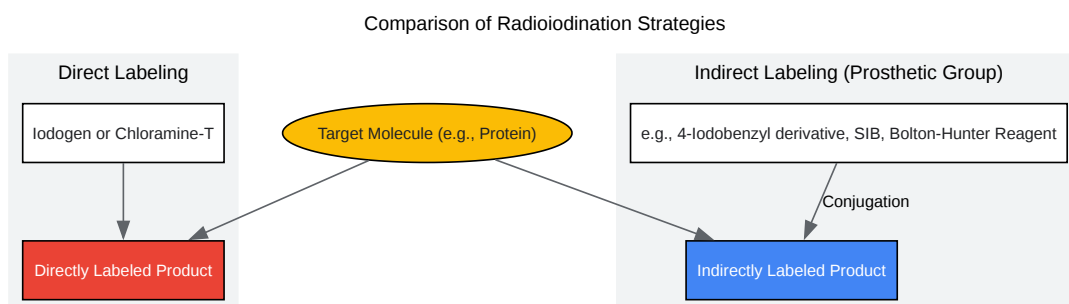 Comparison of Radioiodination Strategies
Direct Labeling
Indirect Labeling (Prosthetic Group)
Iodogen or Chloramine-T
Target Molecule (e.g., Protein)
e.g., 4-Iodobenzyl derivative, SIB, Bolton-Hunter Reagent
Conjugation
Directly Labeled Product
Indirectly Labeled Product